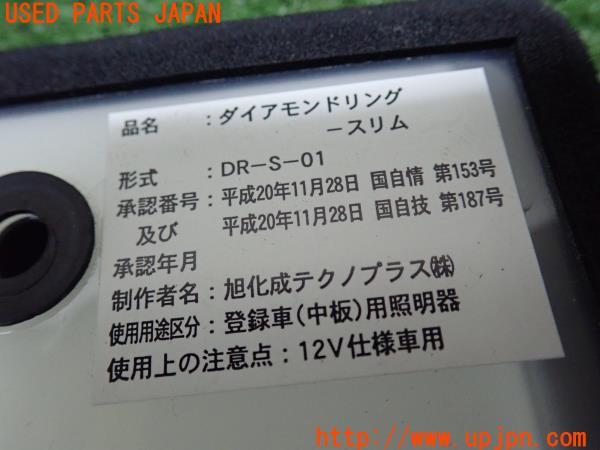 USED PARTS JAPAN
品名　：ダイアモンドリング
－スリム
形式　：DR－S－01
承認番号：平成20年11月28日 国自情 第153号
及び　　平成20年11月28日 国自技 第187号
承認年月
制作者名：旭化成テクノプラス㈱
使用用途区分：登録車(中板)用照明器
使用上の注意点：12V仕様車用
http://www.upjpn.com/